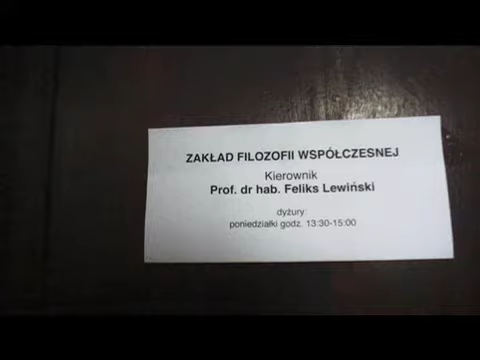 ZAKŁAD FILOZOFII WSPÓŁCZESNEJ
Kierownik
Prof. dr hab. Feliks Lewiński
dyżury
poniedziałki godz. 13:30-15:00